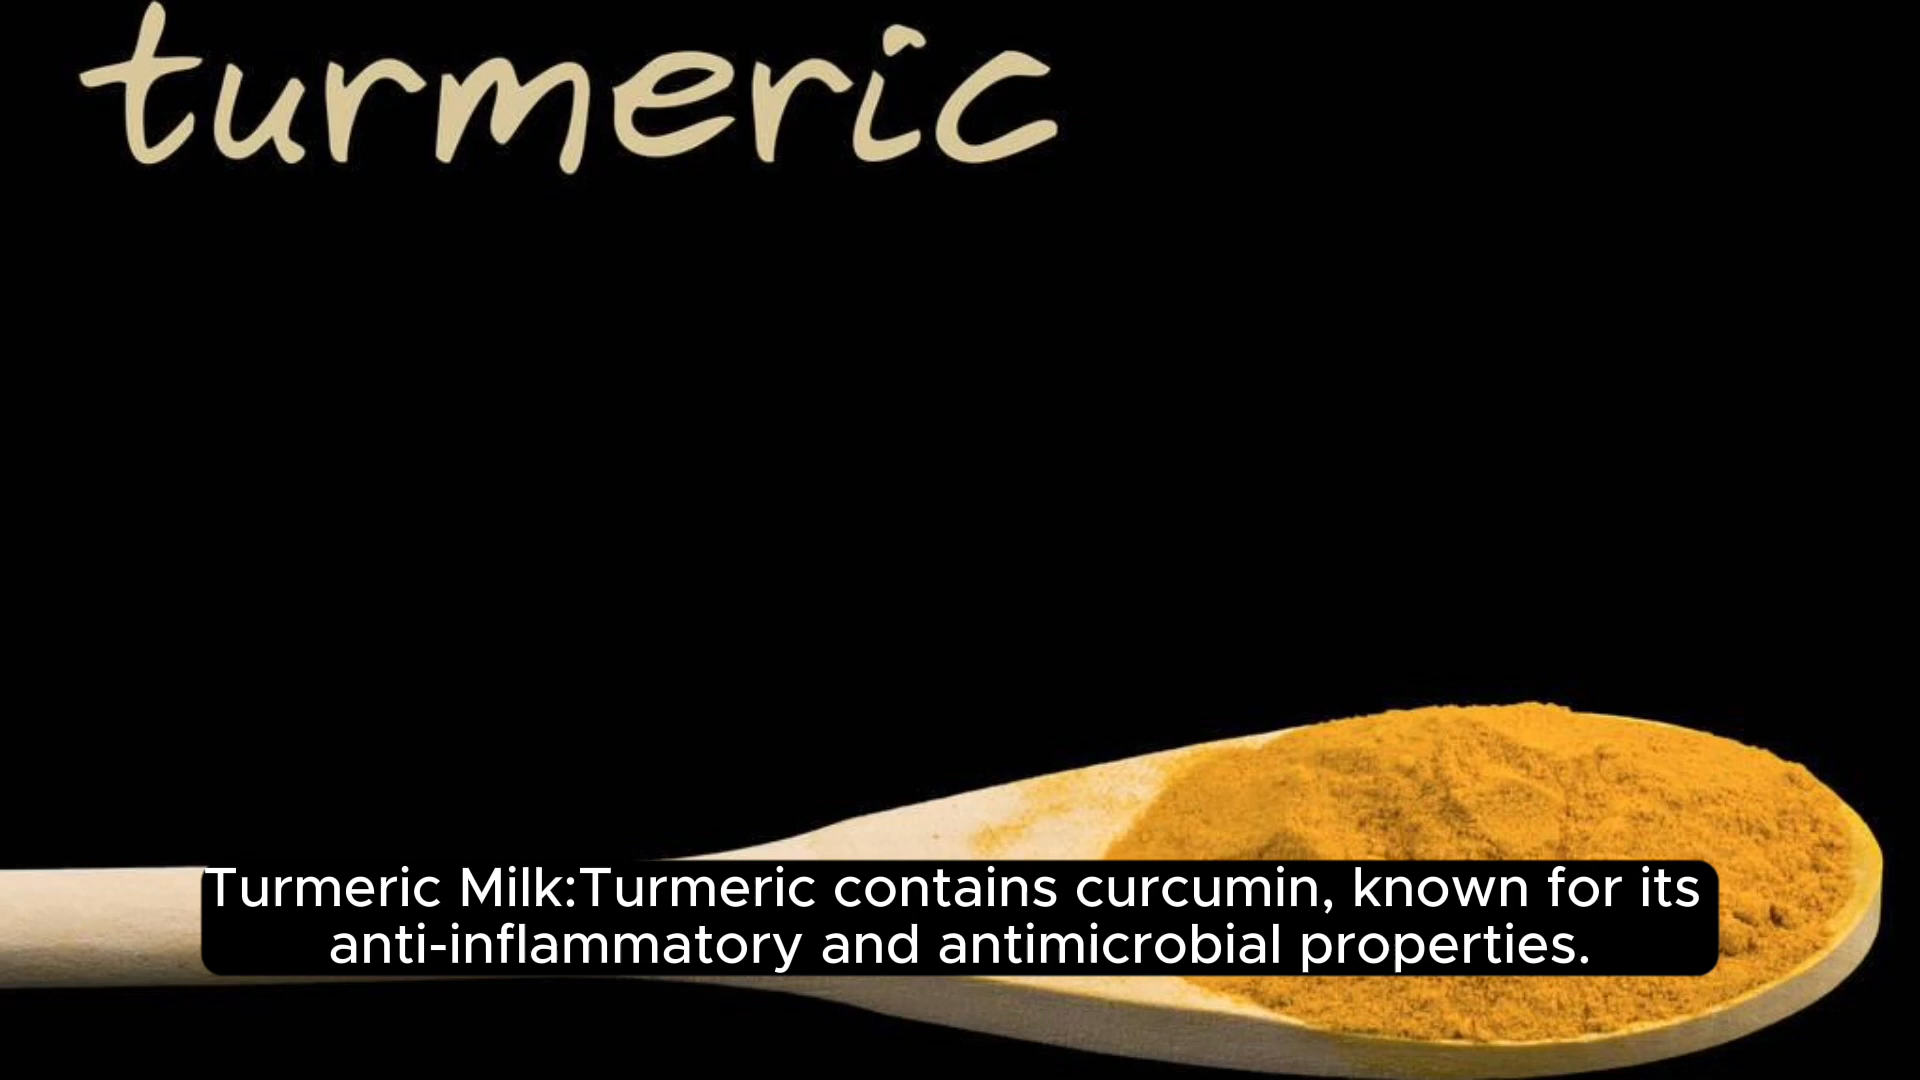 turmeric
Turmeric Milk:Turmeric contains curcumin, known for its
anti-inflammatory and antimicrobial properties.